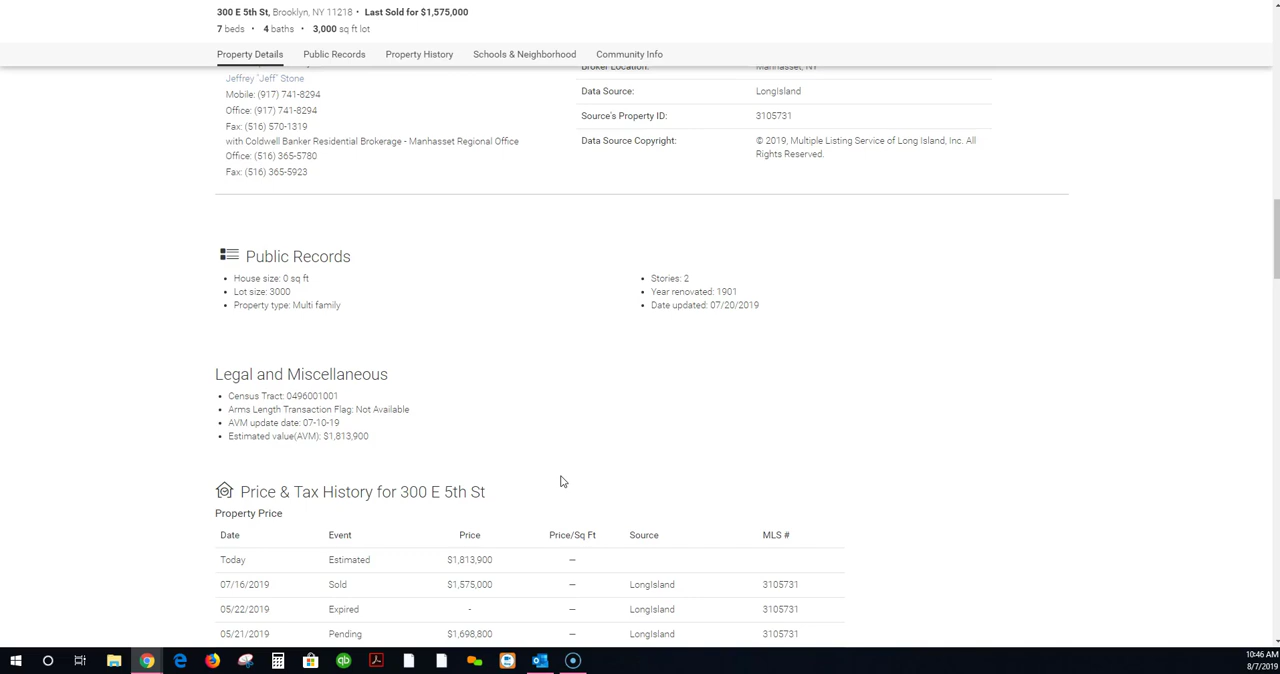 300 E 5th St, Brooklyn, NY 11218 • Last Sold for $1,575,000
7 beds • 4 baths • 3,000 sq ft lot
Property Details Public Records Property History Schools & Neighborhood Community Info
Jeffrey "Jeff" Stone
Mobile: (917) 741-8294
Office: (917) 741-8294
Fax: (516) 570-1319
with Coldwell Banker Residential Brokerage - Manhasset Regional Office
Office: (516) 365-5780
Fax: (516) 365-5923
Broker Location: Manhasset, NY
Data Source: LongIsland
Source's Property ID: 3105731
Data Source Copyright: © 2019, Multiple Listing Service of Long Island, Inc. All
Rights Reserved.
Public Records
• House size: 0 sq ft
• Lot size: 3000
• Property type: Multi family
• Stories: 2
• Year renovated: 1901
• Date updated: 07/20/2019
Legal and Miscellaneous
• Census Tract: 0496001001
• Arms Length Transaction Flag: Not Available
• AVM update date: 07-10-19
• Estimated value(AVM): $1,813,900
Price & Tax History for 300 E 5th St
Property Price
Date Event Price Price/Sq Ft Source MLS #
Today Estimated $1,813,900 —
07/16/2019 Sold $1,575,000 — LongIsland 3105731
05/22/2019 Expired - — LongIsland 3105731
05/21/2019 Pending $1,698,800 — LongIsland 3105731
10:46 AM
8/7/2019